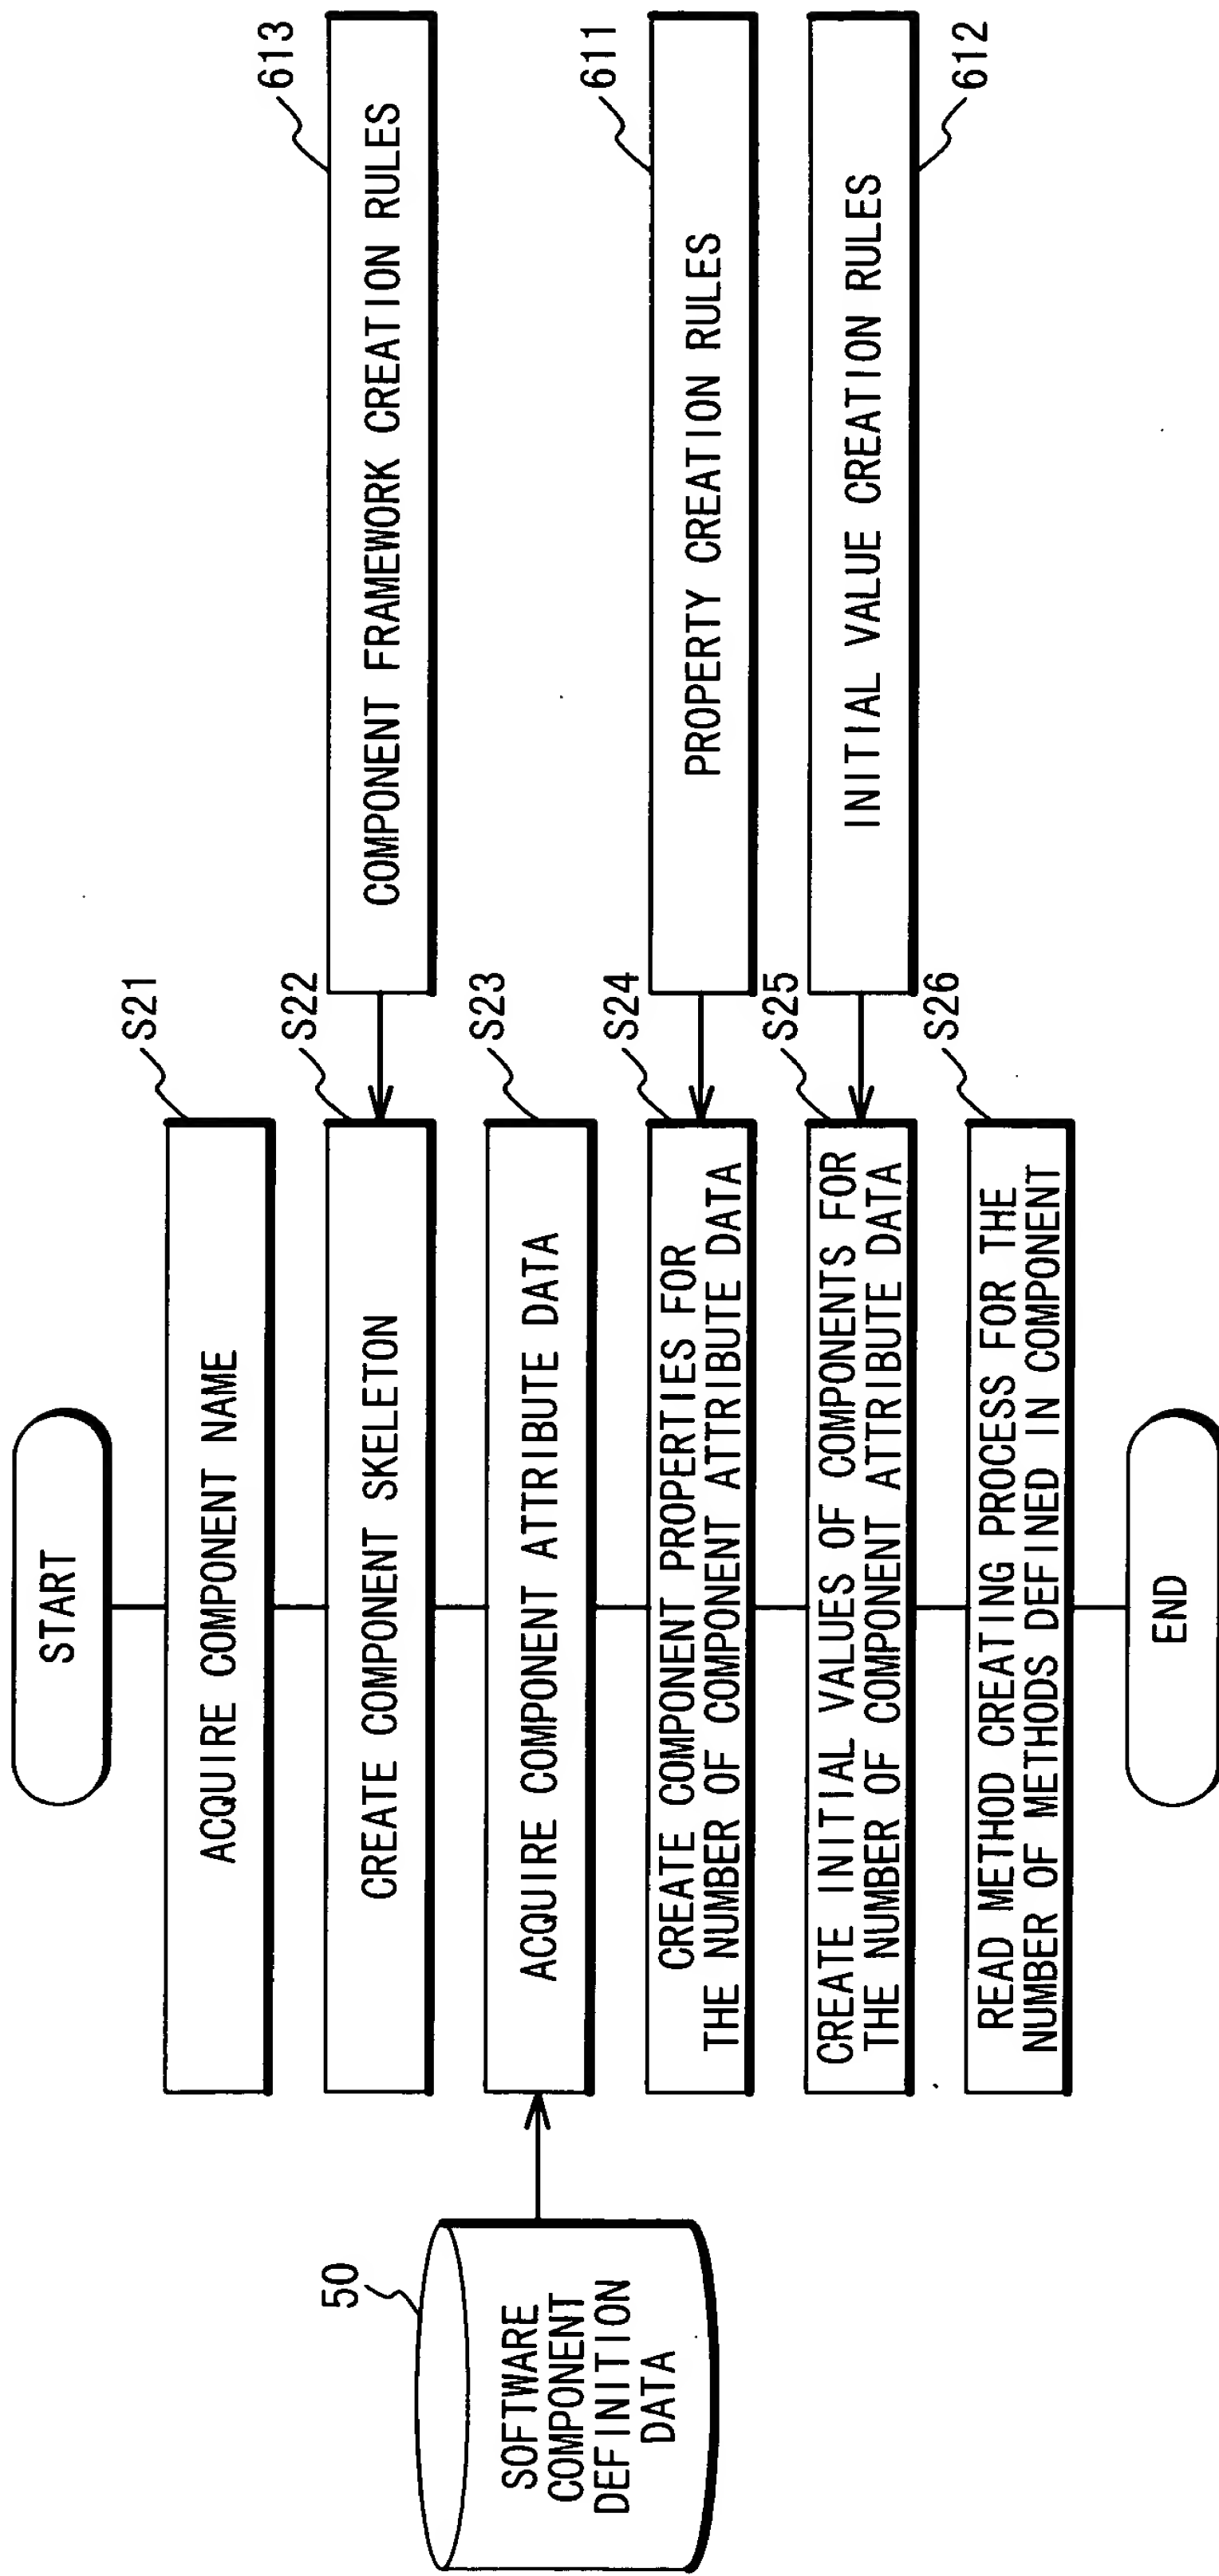 START
S21
ACQUIRE COMPONENT NAME
S22
CREATE COMPONENT SKELETON
613
COMPONENT FRAMEWORK CREATION RULES
50
SOFTWARE
COMPONENT
DEFINITION
DATA
S23
ACQUIRE COMPONENT ATTRIBUTE DATA
S24
CREATE COMPONENT PROPERTIES FOR
THE NUMBER OF COMPONENT ATTRIBUTE DATA
611
PROPERTY CREATION RULES
S25
CREATE INITIAL VALUES OF COMPONENTS FOR
THE NUMBER OF COMPONENT ATTRIBUTE DATA
INITIAL VALUE CREATION RULES
612
S26
READ METHOD CREATING PROCESS FOR THE
NUMBER OF METHODS DEFINED IN COMPONENT
END